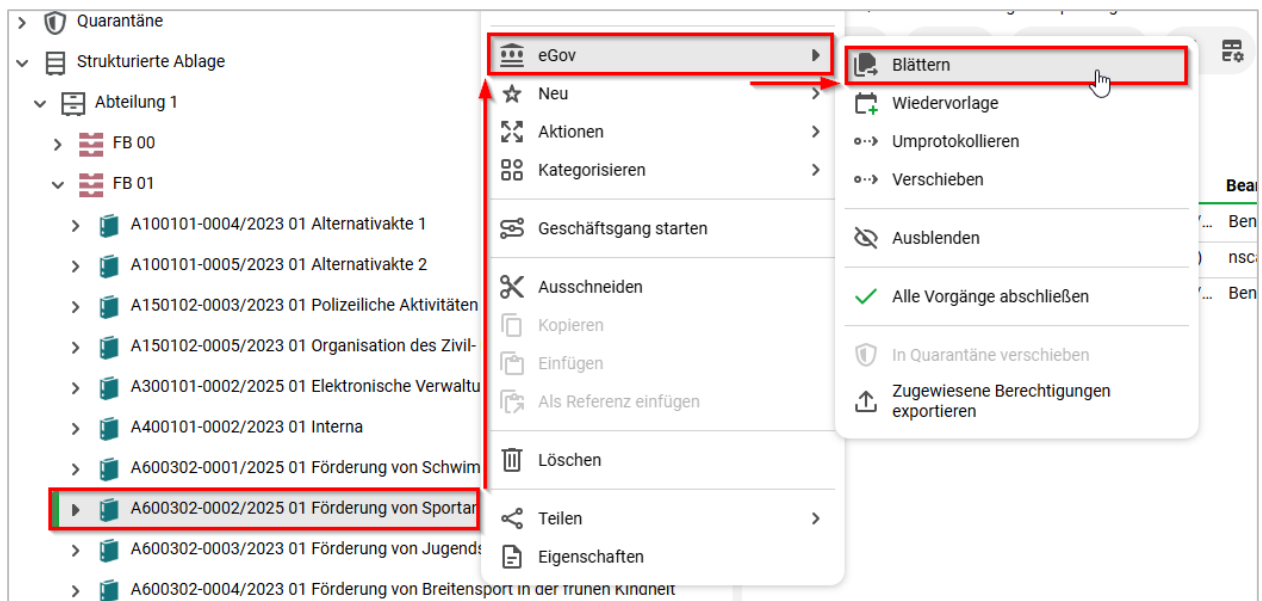 Quarantäne
Strukturierte Ablage
Abteilung 1
FB 00
FB 01
A100101-0004/2023 01 Alternativakte 1
A100101-0005/2023 01 Alternativakte 2
A150102-0003/2023 01 Polizeiliche Aktivitäten
A150102-0005/2023 01 Organisation des Zivil-
A300101-0002/2025 01 Elektronische Verwaltu
A400101-0002/2023 01 Interna
A600302-0001/2025 01 Förderung von Schwim
A600302-0002/2025 01 Förderung von Sportar
A600302-0003/2023 01 Förderung von Jugends
A600302-0004/2023 01 Förderung von Breitensport in der frühen Kindheit
eGov
Neu
Aktionen
Kategorisieren
Geschäftsgang starten
Ausschneiden
Kopieren
Einfügen
Als Referenz einfügen
Löschen
Teilen
Eigenschaften
Blättern
Wiedervorlage
Umprotokollieren
Verschieben
Ausblenden
Alle Vorgänge abschließen
In Quarantäne verschieben
Zugewiesene Berechtigungen
exportieren
Bear
Ben
nsca
Ben